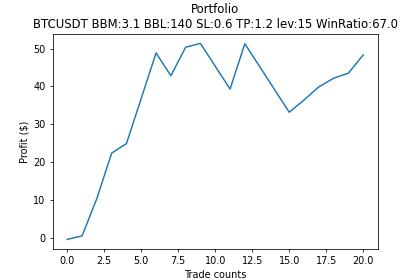 Portfolio
BTCUSDT BBM:3.1 BBL:140 SL:0.6 TP:1.2 lev:15 WinRatio:67.0
50
40
30
20
10
0
Profit ($)
0.0 2.5 5.0 7.5 10.0 12.5 15.0 17.5 20.0
Trade counts